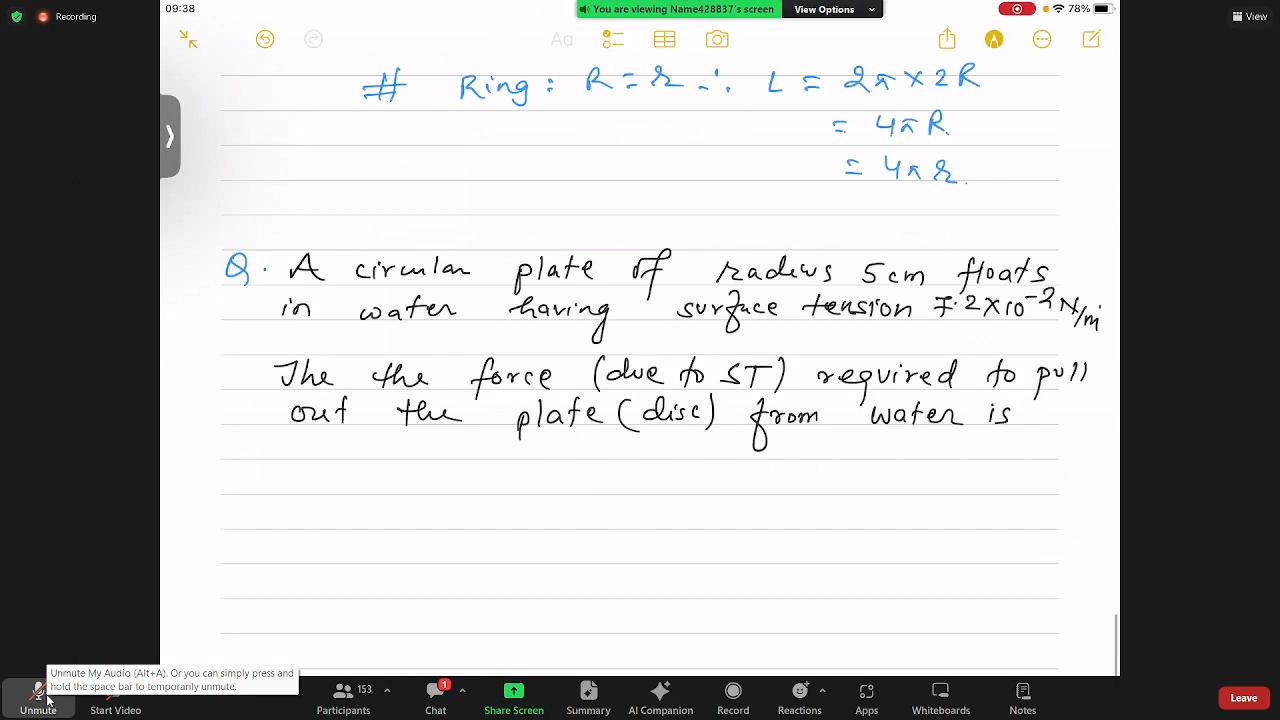 09:38
Recording
You are viewing Name428837's screen
View Options
78%
View
Aa
# Ring : R = r ∴ L = 2π × 2R
= 4πR
= 4πr.
Q. A circular plate of radius 5cm floats
in water having surface tension 7.2×10⁻² N/m
The the force (due to ST) required to pull
out the plate (disc) from water is
Unmute My Audio (Alt+A). Or you can simply press and
hold the space bar to temporarily unmute.
Unmute
Start Video
153
Participants
1
Chat
Share Screen
Summary
AI Companion
Record
Reactions
Apps
Whiteboards
Notes
Leave